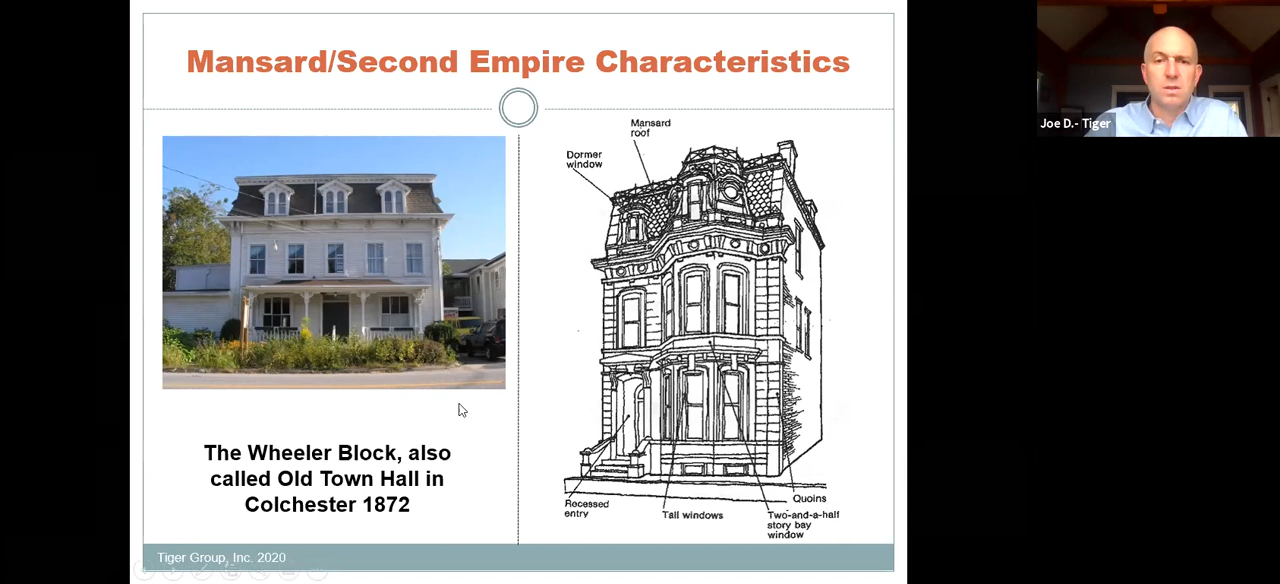 Mansard/Second Empire Characteristics
Mansard
roof
Dormer
window
Joe D.- Tiger
The Wheeler Block, also
called Old Town Hall in
Colchester 1872
Recessed
entry
Tall windows
Quoins
Two-and-a-half
story bay
window
Tiger Group, Inc. 2020